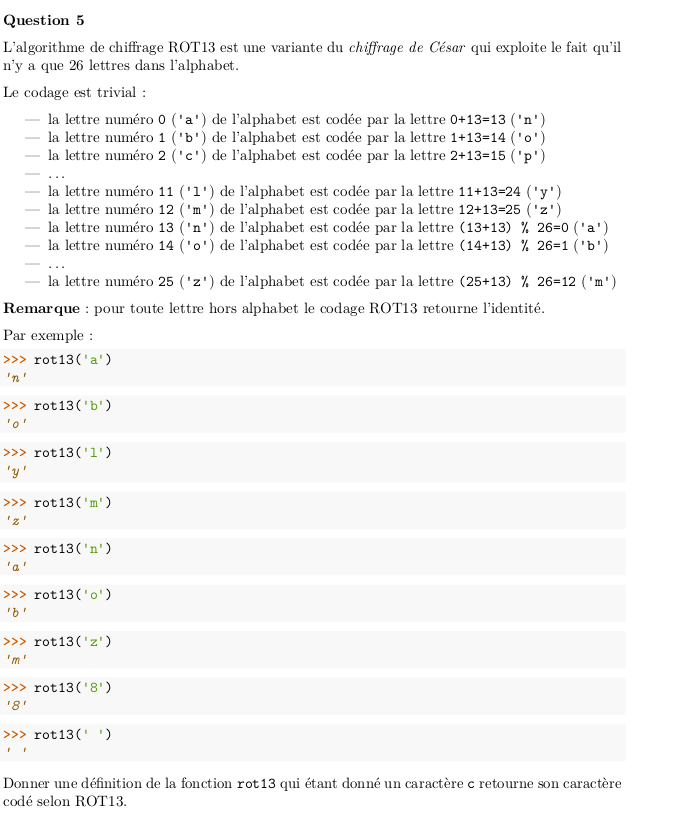 Question 5
L'algorithme de chiffrage ROT13 est une variante du chiffrage de César qui exploite le fait qu'il
n'y a que 26 lettres dans l'alphabet.
Le codage est trivial :
— la lettre numéro 0 ('a') de l'alphabet est codée par la lettre 0+13=13 ('n')
— la lettre numéro 1 ('b') de l'alphabet est codée par la lettre 1+13=14 ('o')
— la lettre numéro 2 ('c') de l'alphabet est codée par la lettre 2+13=15 ('p')
— ...
— la lettre numéro 11 ('l') de l'alphabet est codée par la lettre 11+13=24 ('y')
— la lettre numéro 12 ('m') de l'alphabet est codée par la lettre 12+13=25 ('z')
— la lettre numéro 13 ('n') de l'alphabet est codée par la lettre (13+13) % 26=0 ('a')
— la lettre numéro 14 ('o') de l'alphabet est codée par la lettre (14+13) % 26=1 ('b')
— ...
— la lettre numéro 25 ('z') de l'alphabet est codée par la lettre (25+13) % 26=12 ('m')
Remarque : pour toute lettre hors alphabet le codage ROT13 retourne l'identité.
Par exemple :
>>> rot13('a')
'n'
>>> rot13('b')
'o'
>>> rot13('l')
'y'
>>> rot13('m')
'z'
>>> rot13('n')
'a'
>>> rot13('o')
'b'
>>> rot13('z')
'm'
>>> rot13('8')
'8'
>>> rot13(' ')
' '
Donner une définition de la fonction rot13 qui étant donné un caractère c retourne son caractère
codé selon ROT13.